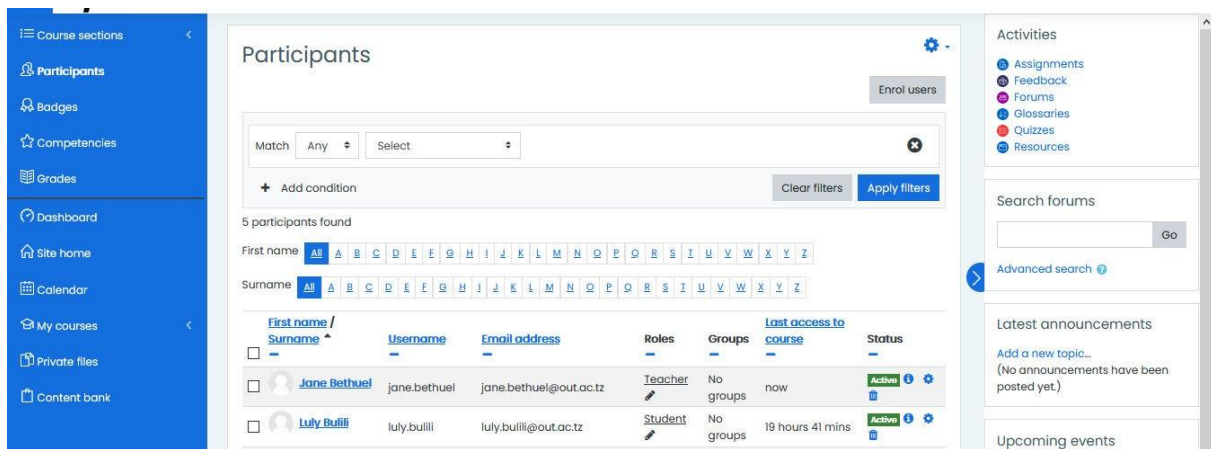 Course sections
Participants
Badges
Competencies
Grades
Dashboard
Site home
Calendar
My courses
Private files
Content bank
Participants
Enrol users
Match Any Select
+ Add condition
Clear filters Apply filters
5 participants found
First name All A B C D E F G H I J K L M N O P Q R S T U V W X Y Z
Surname All A B C D E F G H I J K L M N O P Q R S T U V W X Y Z
First name / Surname Username Email address Roles Groups Last access to course Status
Jane Bethuel jane.bethuel jane.bethuel@out.ac.tz Teacher No groups now Active
Luly Bulili luly.bulili luly.bulili@out.ac.tz Student No groups 19 hours 41 mins Active
Activities
Assignments
Feedback
Forums
Glossaries
Quizzes
Resources
Search forums
Go
Advanced search
Latest announcements
Add a new topic...
(No announcements have been
posted yet.)
Upcoming events